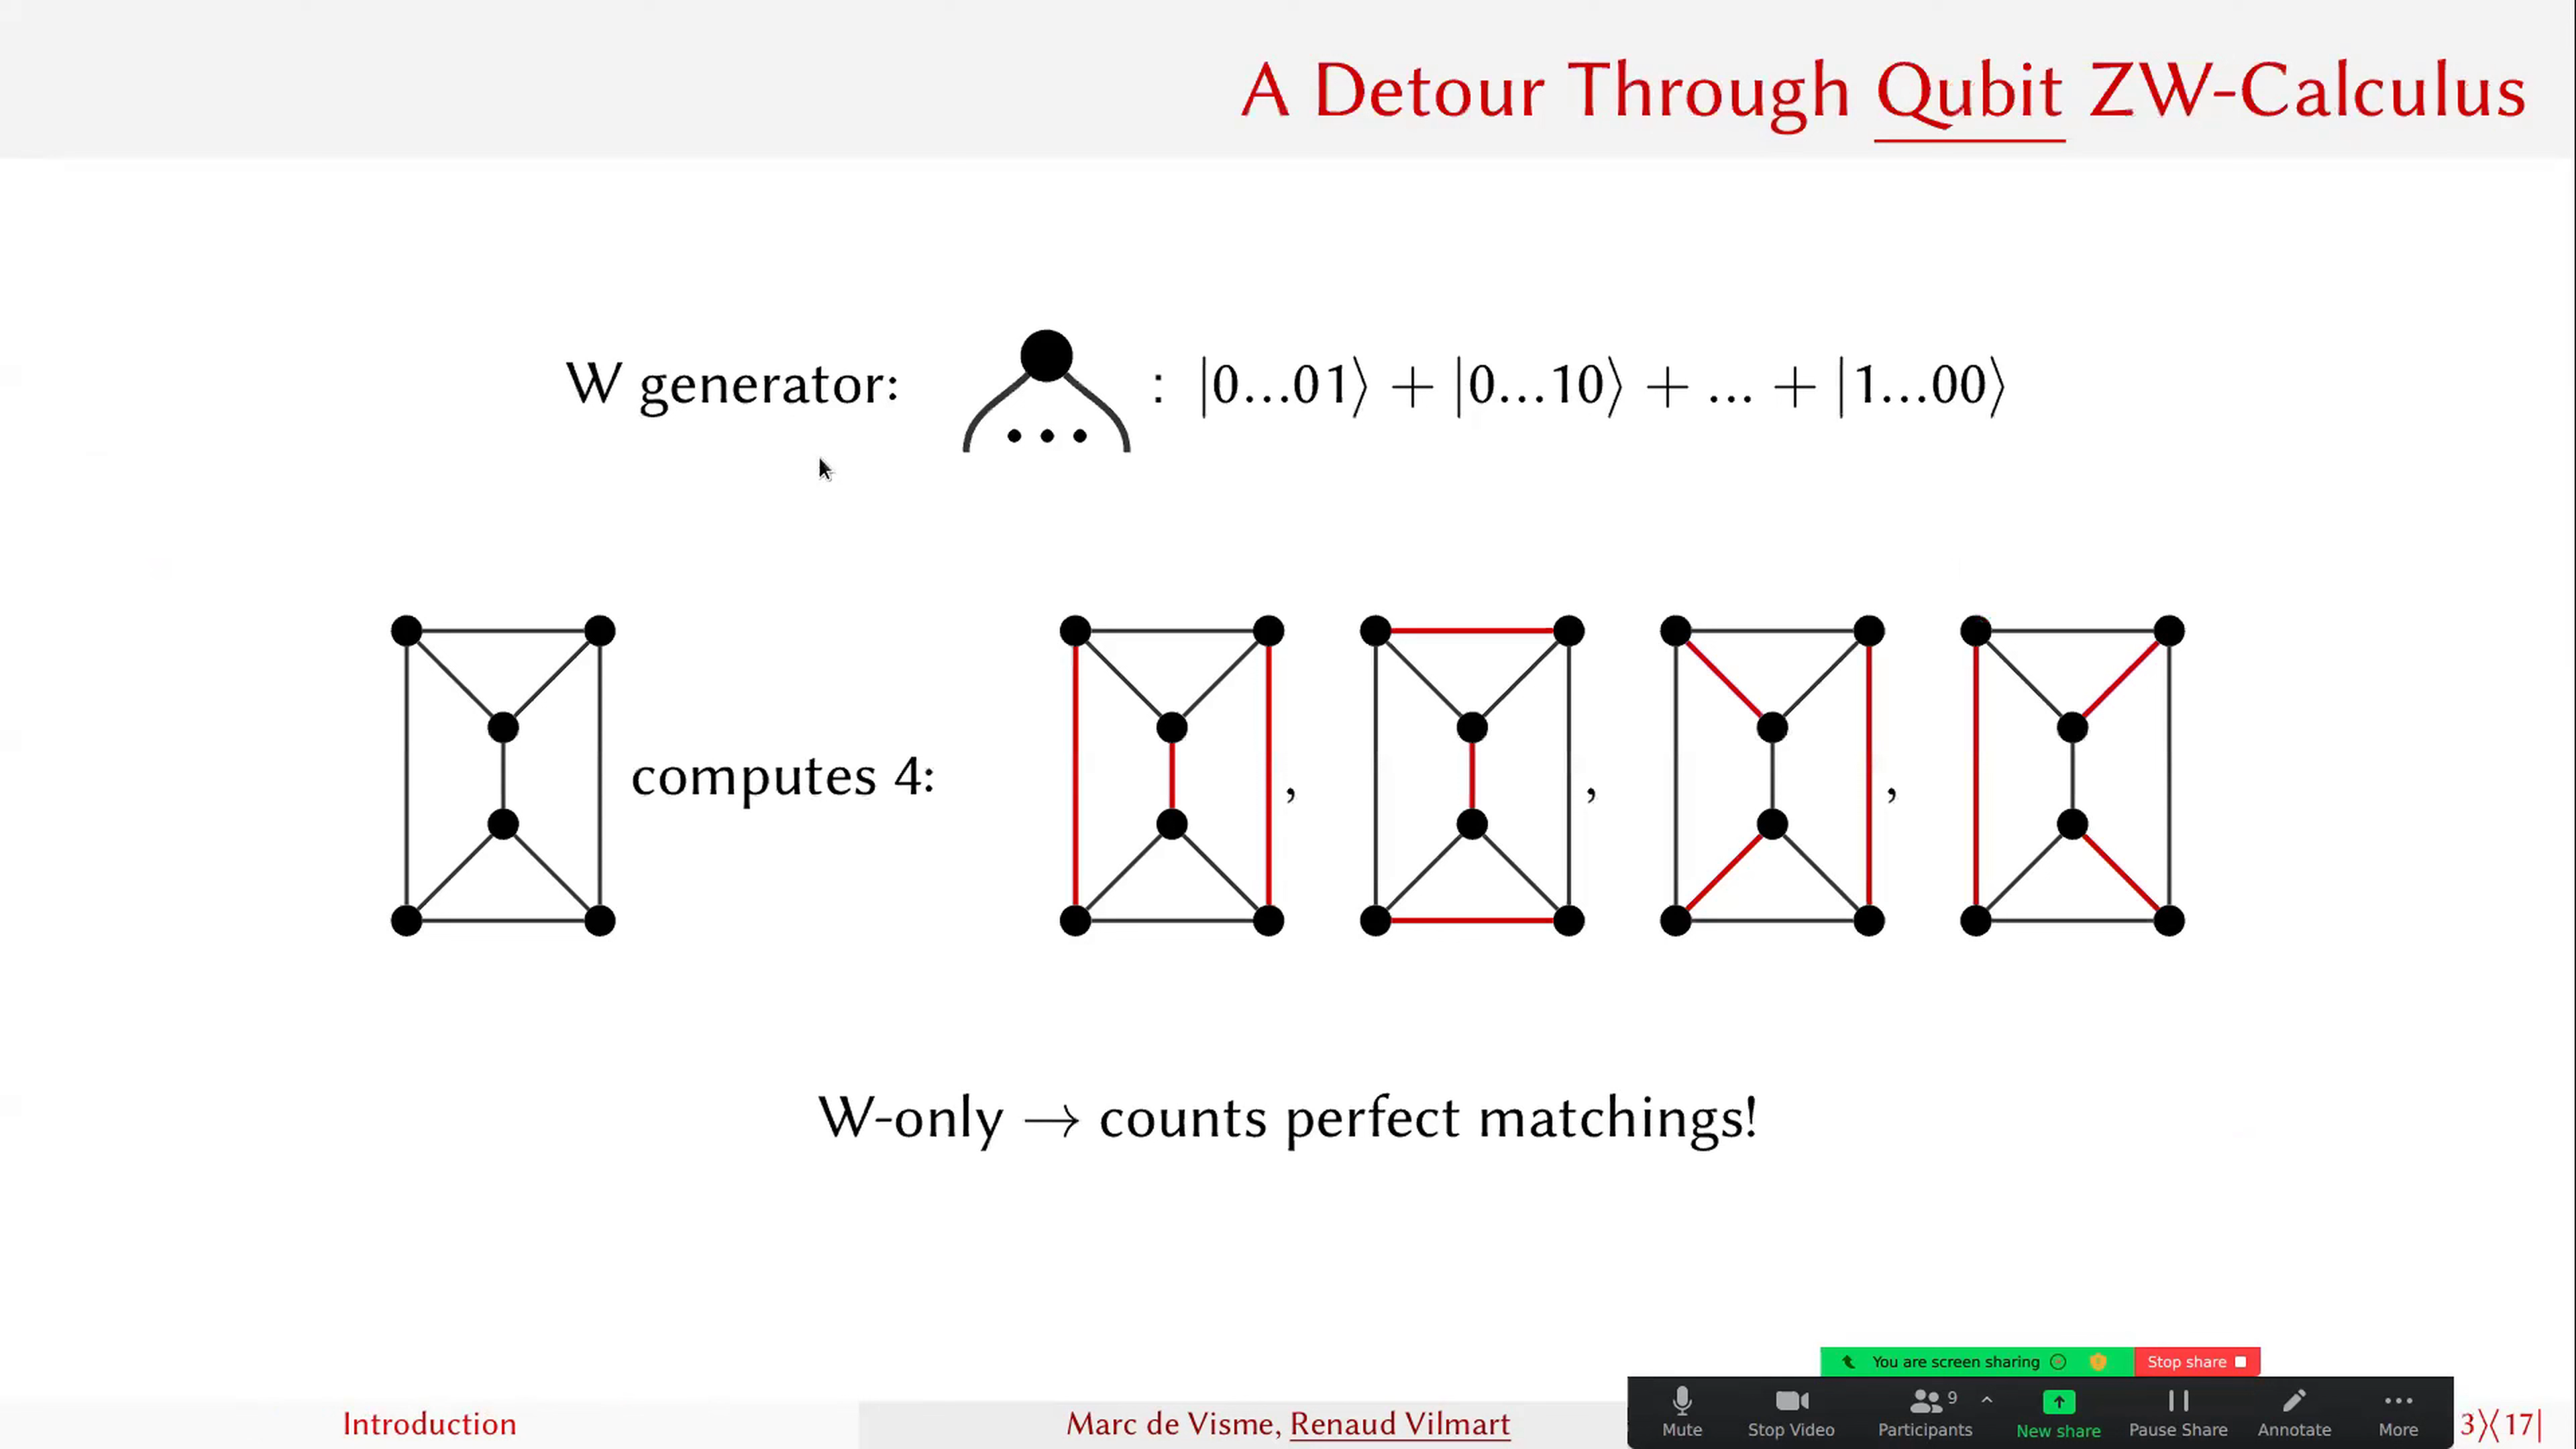 A Detour Through Qubit ZW-Calculus
W generator: : |0...01⟩ + |0...10⟩ + ... + |1...00⟩
computes 4: , , ,
W-only → counts perfect matchings!
You are screen sharing Stop share
Introduction
Marc de Visme, Renaud Vilmart
Mute Stop Video Participants 9 New share Pause Share Annotate More
3⟩⟨17|